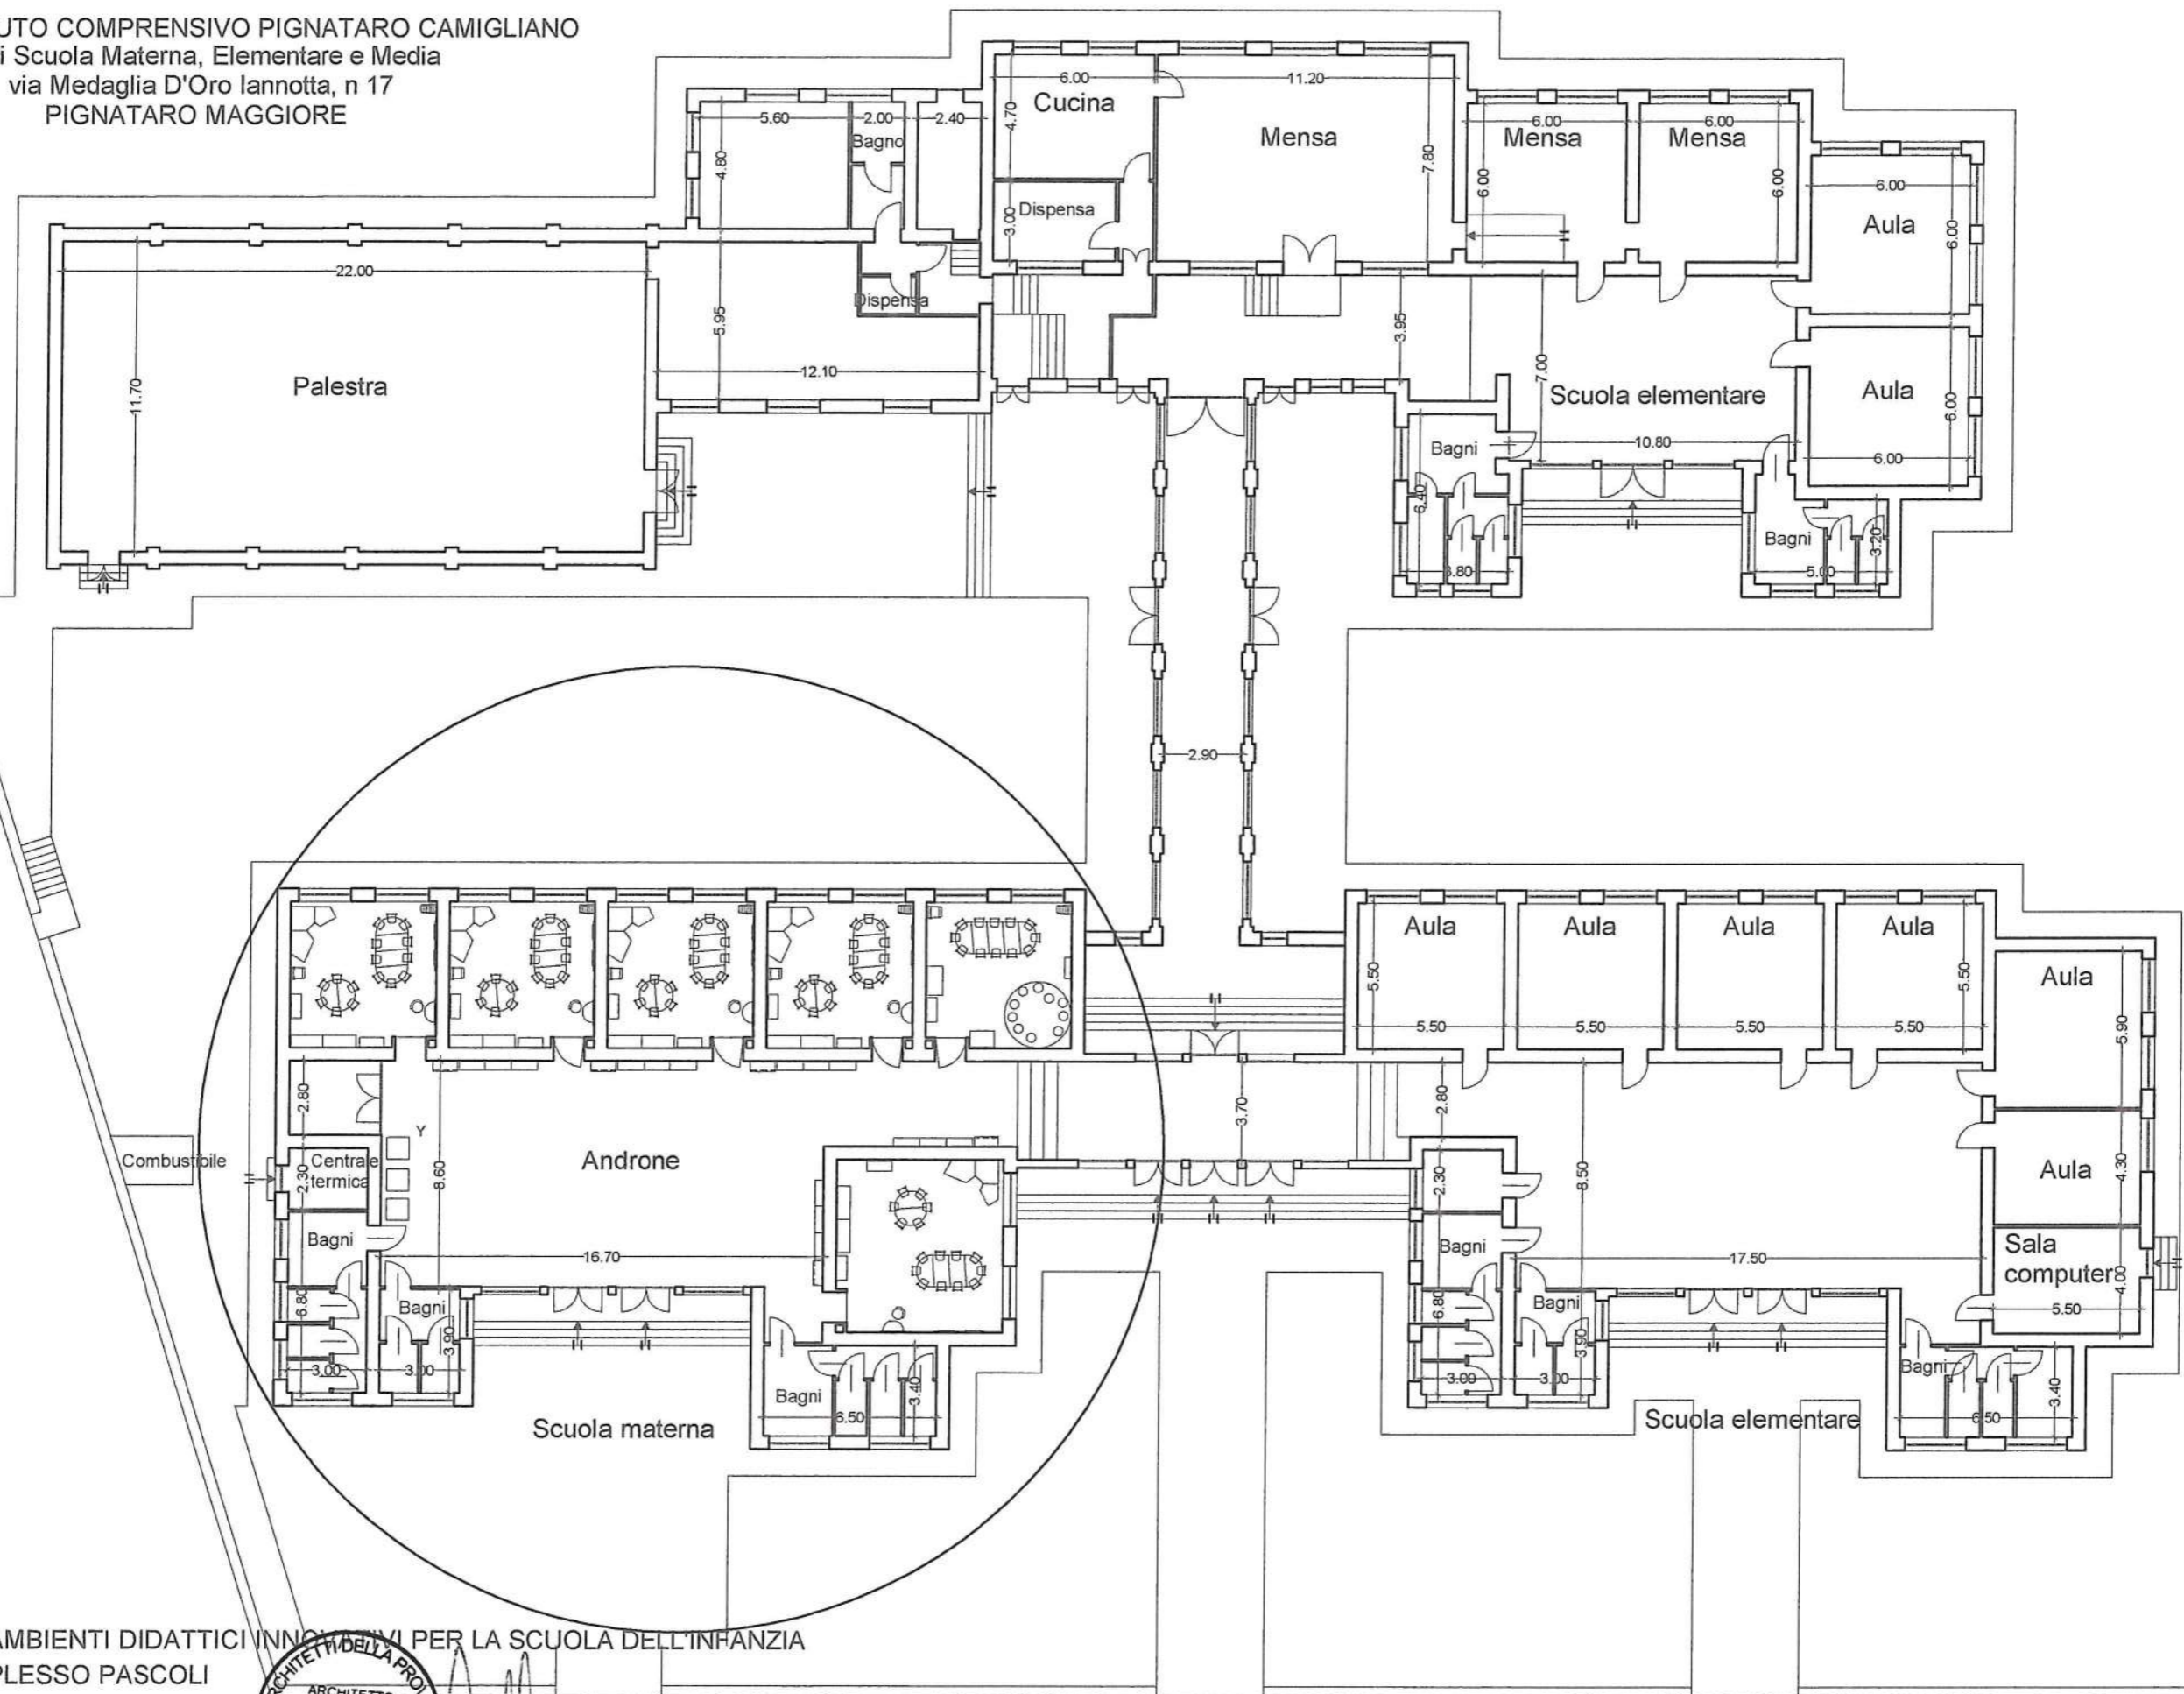 UTO COMPRENSIVO PIGNATARO CAMIGLIANO
i Scuola Materna, Elementare e Media
via Medaglia D'Oro Iannotta, n 17
PIGNATARO MAGGIORE
6.00
11.20
Cucina
4.70
Mensa
7.80
5.60
2.00
2.40
Bagno
4.80
6.00
6.00
Mensa
Mensa
6.00
6.00
3.00
Dispensa
6.00
Aula
6.00
22.00
Dispensa
5.95
3.95
12.10
11.70
Palestra
7.00
Scuola elementare
Aula
6.00
10.80
6.00
Bagni
6.40
Bagni
3.20
5.00
2.90
Aula
Aula
Aula
Aula
5.50
5.50
5.50
5.50
5.50
5.50
Aula
5.90
2.80
Y
Combustibile
Centrale
termica
2.30
8.60
Androne
3.70
2.80
2.30
8.50
Aula
4.30
Bagni
16.70
Bagni
17.50
Sala
computer
4.00
5.50
6.80
Bagni
3.90
3.00
3.00
6.80
Bagni
3.90
3.00
3.00
Bagni
6.50
3.40
Bagni
6.50
3.40
Scuola materna
Scuola elementare
AMBIENTI DIDATTICI INNOVATIVI PER LA SCUOLA DELL'INFANZIA
PLESSO PASCOLI
CHITETTI DELLA PROV
ARCHITETTO